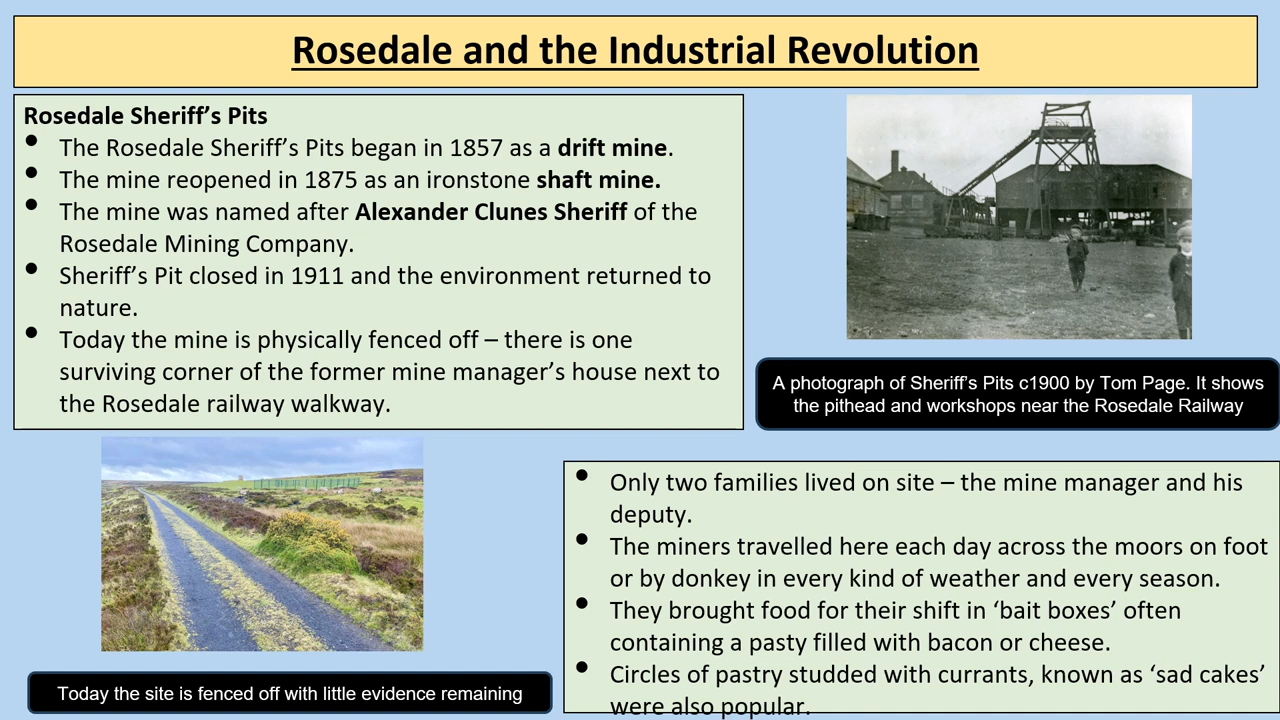 Rosedale and the Industrial Revolution
Rosedale Sheriff’s Pits
• The Rosedale Sheriff’s Pits began in 1857 as a drift mine.
• The mine reopened in 1875 as an ironstone shaft mine.
• The mine was named after Alexander Clunes Sheriff of the
Rosedale Mining Company.
• Sheriff’s Pit closed in 1911 and the environment returned to
nature.
• Today the mine is physically fenced off – there is one
surviving corner of the former mine manager’s house next to
the Rosedale railway walkway.
A photograph of Sheriff’s Pits c1900 by Tom Page. It shows
the pithead and workshops near the Rosedale Railway
Today the site is fenced off with little evidence remaining
• Only two families lived on site – the mine manager and his
deputy.
• The miners travelled here each day across the moors on foot
or by donkey in every kind of weather and every season.
• They brought food for their shift in ‘bait boxes’ often
containing a pasty filled with bacon or cheese.
• Circles of pastry studded with currants, known as ‘sad cakes’
were also popular.